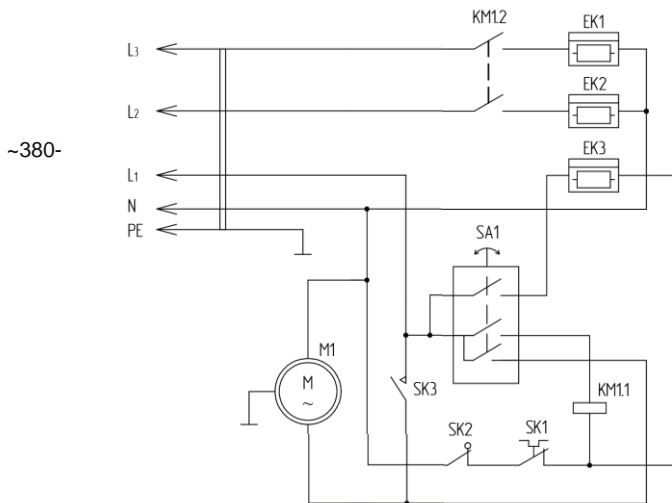 KM1.2
EK1
L3
EK2
L2
~380-
EK3
L1
N
SA1
PE
M1
M
~
SK3
KM1.1
SK2
SK1